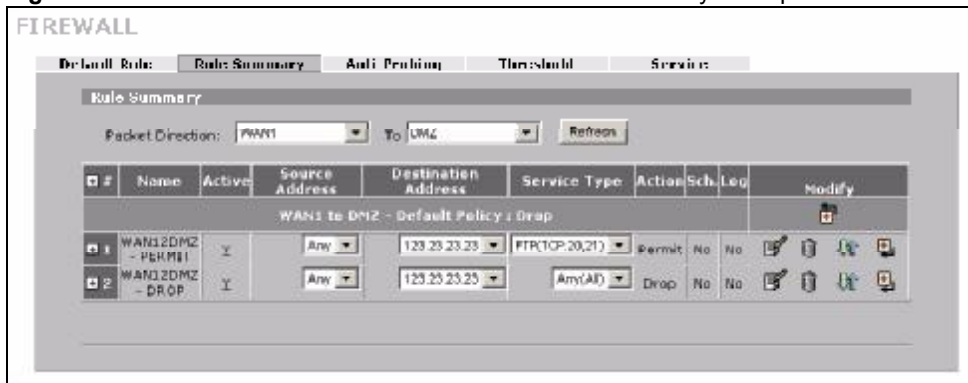 FIREWALL
Default Rule Rule Summary Anti Probing Threshold Service
Rule Summary
Packet Direction: WAN1 To DMZ Refresh
# Name Active Source Address Destination Address Service Type Action Sch. Log Modify
WAN1 to DMZ - Default Policy : Drop
1 WAN12DMZ - PERMIT Y Any 123.23.23.23 FTP(TCP:20,21) Permit No No
2 WAN12DMZ - DROP Y Any 123.23.23.23 Any(All) Drop No No